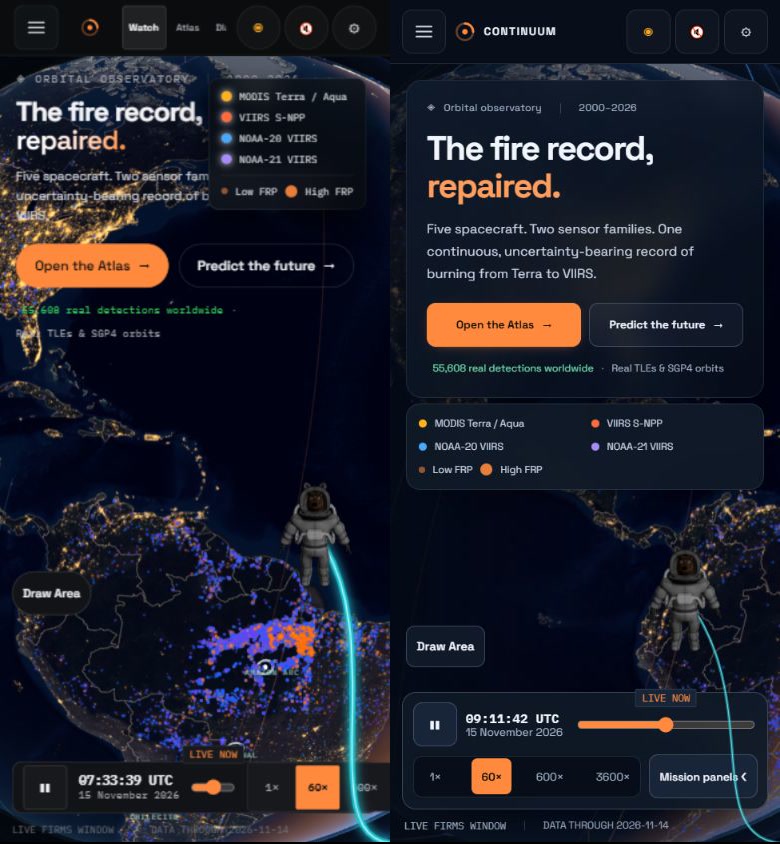 Watch Atlas
◈ ORBITAL OBSERVATORY 2000–2026
The fire record,
repaired.
Five spacecraft. Two sensor fam
uncertainty-bearing record of b
VIIRS.
MODIS Terra / Aqua
VIIRS S-NPP
NOAA-20 VIIRS
NOAA-21 VIIRS
Low FRP High FRP
Open the Atlas →
Predict the future →
55,608 real detections worldwide ·
Real TLEs & SGP4 orbits
Draw Area
LIVE NOW
07:33:39 UTC
15 November 2026
1× 60× 00×
LIVE FIRMS WINDOW DATA THROUGH 2026-11-14
CONTINUUM
◈ Orbital observatory 2000–2026
The fire record,
repaired.
Five spacecraft. Two sensor families. One
continuous, uncertainty-bearing record of
burning from Terra to VIIRS.
Open the Atlas →
Predict the future →
55,608 real detections worldwide · Real TLEs & SGP4 orbits
MODIS Terra / Aqua VIIRS S-NPP
NOAA-20 VIIRS NOAA-21 VIIRS
Low FRP High FRP
Draw Area
LIVE NOW
09:11:42 UTC
15 November 2026
1× 60× 600× 3600×
Mission panels
LIVE FIRMS WINDOW DATA THROUGH 2026-11-14